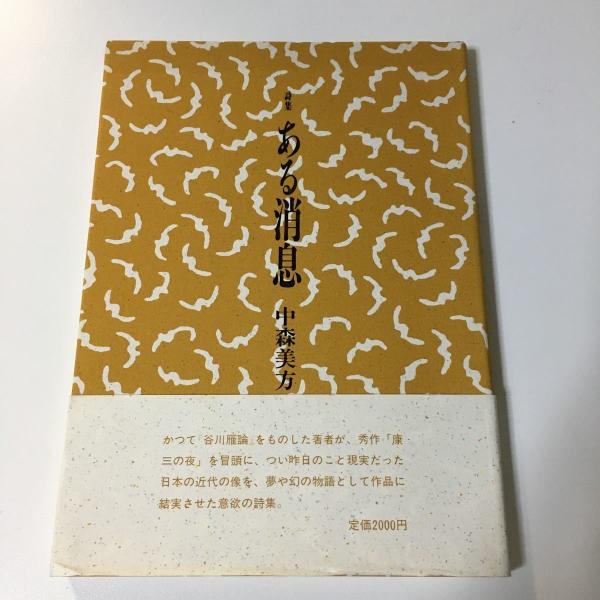 詩集
ある消息
中森美方
かつて『谷川雁論』をものした著者が、秀作「康
三の夜」を冒頭に、つい昨日のこと現実だった
日本の近代の像を、夢や幻の物語として作品に
結実させた意欲の詩集。
定価2000円